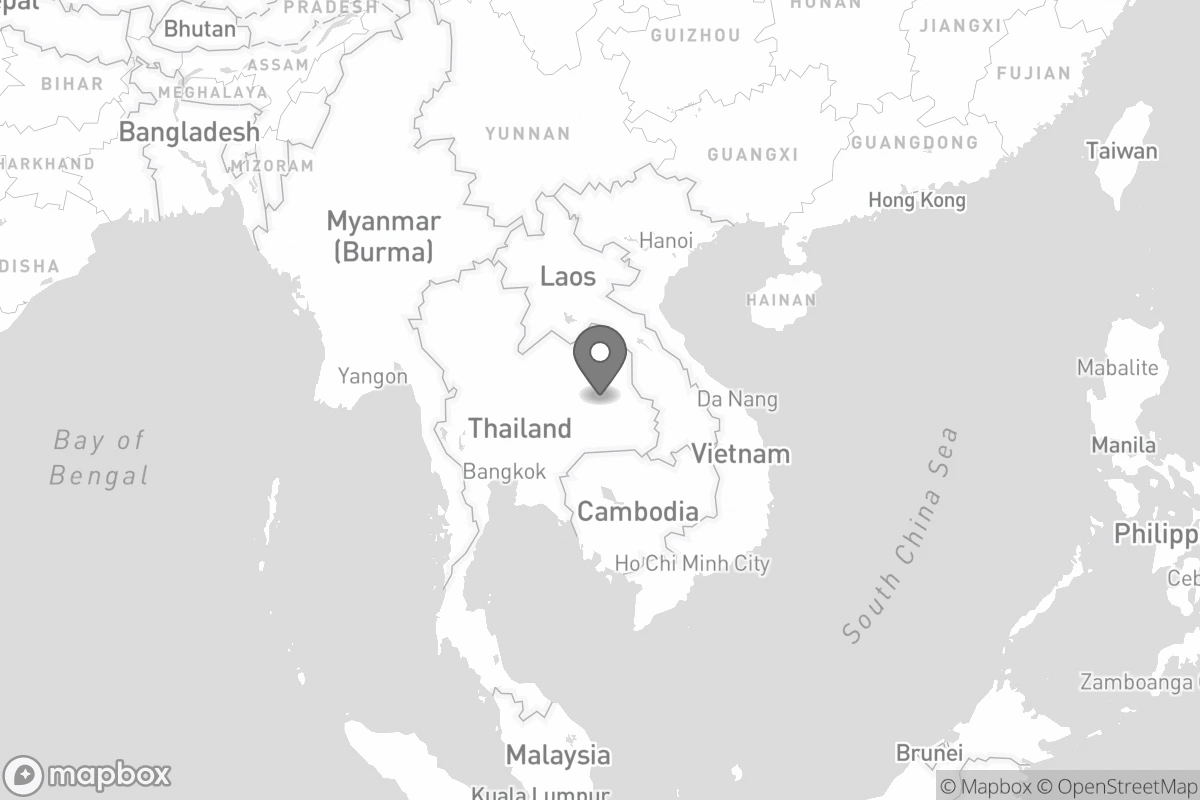 epal
PRADESH
HUNAN
Bhutan
JIANGXI
GUIZHOU
ASSAM
FUJIAN
BIHAR
MEGHALAYA
Bangladesh
YUNNAN
GUANGXI
GUANGDONG
Taiwan
HARKHAND
MIZORAM
Hong Kong
Myanmar
(Burma)
Hanoi
DISHA
Laos
HAINAN
Yangon
Mabalite
Da Nang
Thailand
Bay of
Bengal
Vietnam
Manila
Bangkok
South China Sea
Cambodia
Philipp
Ho Chi Minh City
Ceb
Zamboanga
Malaysia
Brunei
mapbox
Kuala Lumpur
© Mapbox © OpenStreetMap